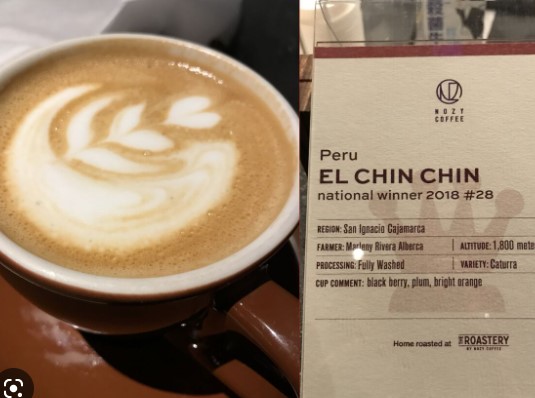 NOZY
COFFEE
Peru
EL CHIN CHIN
national winner 2018 #28
REGION: San Ignacio Cajamarca
FARMER: Marleny Rivera Alberca ALTITUDE: 1,800 mete
PROCESSING: Fully Washed VARIETY: Caturra
CUP COMMENT: black berry, plum, bright orange
Home roasted at THE ROASTERY
BY NOZY COFFEE